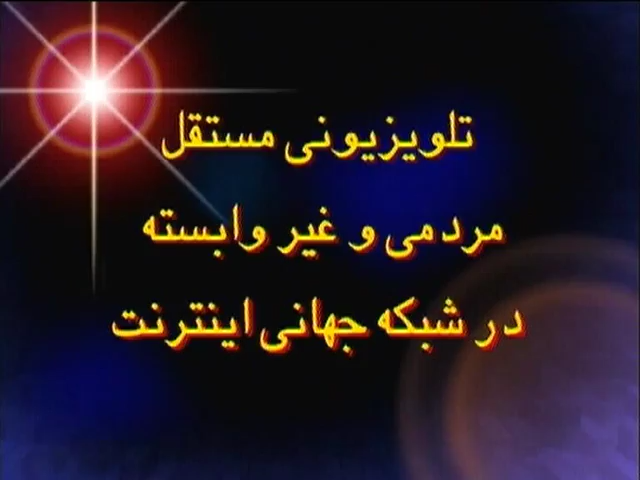 تلویزیونی مستقل
مردمی و غیر وابسته
در شبکه جهانی اینترنت